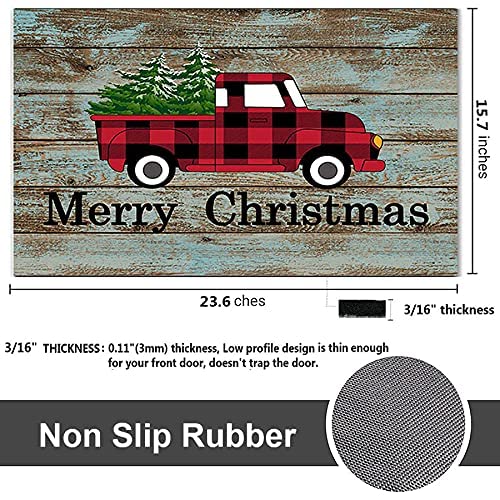 Merry Christmas
15.7 inches
23.6 ches
3/16" thickness
3/16" THICKNESS: 0.11"(3mm) thickness, Low profile design is thin enough
for your front door, doesn't trap the door.
Non Slip Rubber